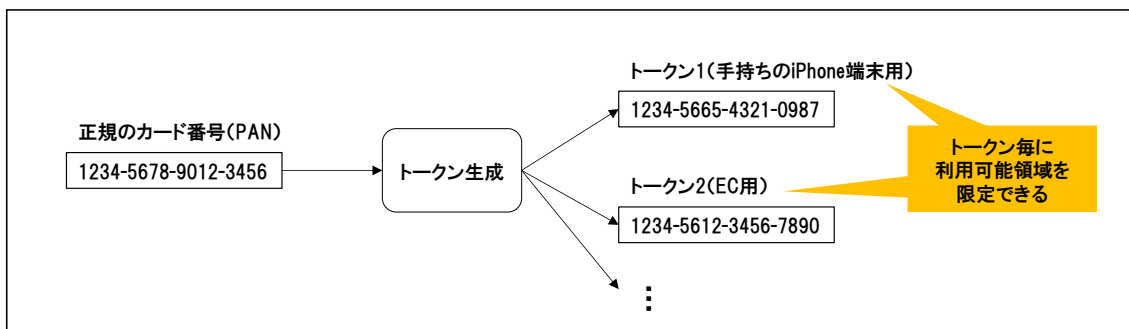 正規のカード番号(PAN)
1234-5678-9012-3456
トークン生成
トークン1(手持ちのiPhone端末用)
1234-5665-4321-0987
トークン2(EC用)
1234-5612-3456-7890
⋮
トークン毎に
利用可能領域を
限定できる